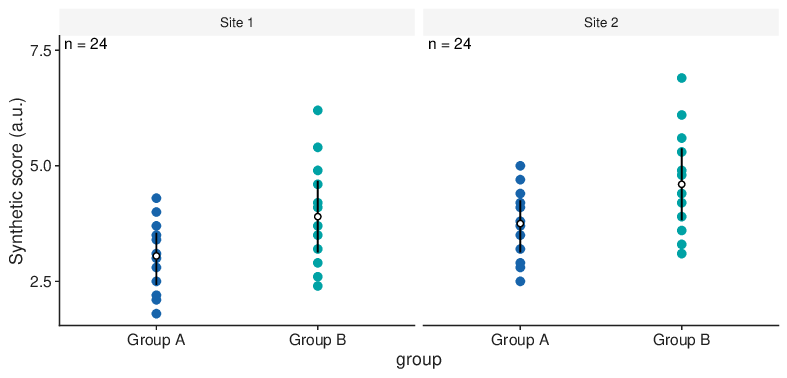 Site 1
Site 2
n = 24
n = 24
7.5
5.0
2.5
Synthetic score (a.u.)
Group A
Group B
Group A
Group B
group